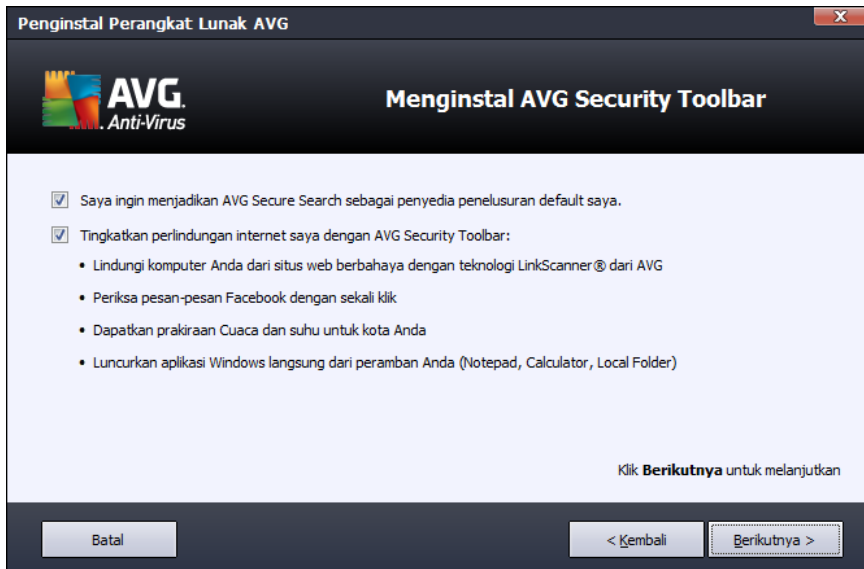 Penginstal Perangkat Lunak AVG
AVG.
Anti-Virus
Menginstal AVG Security Toolbar
Saya ingin menjadikan AVG Secure Search sebagai penyedia penelusuran default saya.
Tingkatkan perlindungan internet saya dengan AVG Security Toolbar:
• Lindungi komputer Anda dari situs web berbahaya dengan teknologi LinkScanner® dari AVG
• Periksa pesan-pesan Facebook dengan sekali klik
• Dapatkan prakiraan Cuaca dan suhu untuk kota Anda
• Luncurkan aplikasi Windows langsung dari peramban Anda (Notepad, Calculator, Local Folder)
Klik Berikutnya untuk melanjutkan
Batal
< Kembali
Berikutnya >